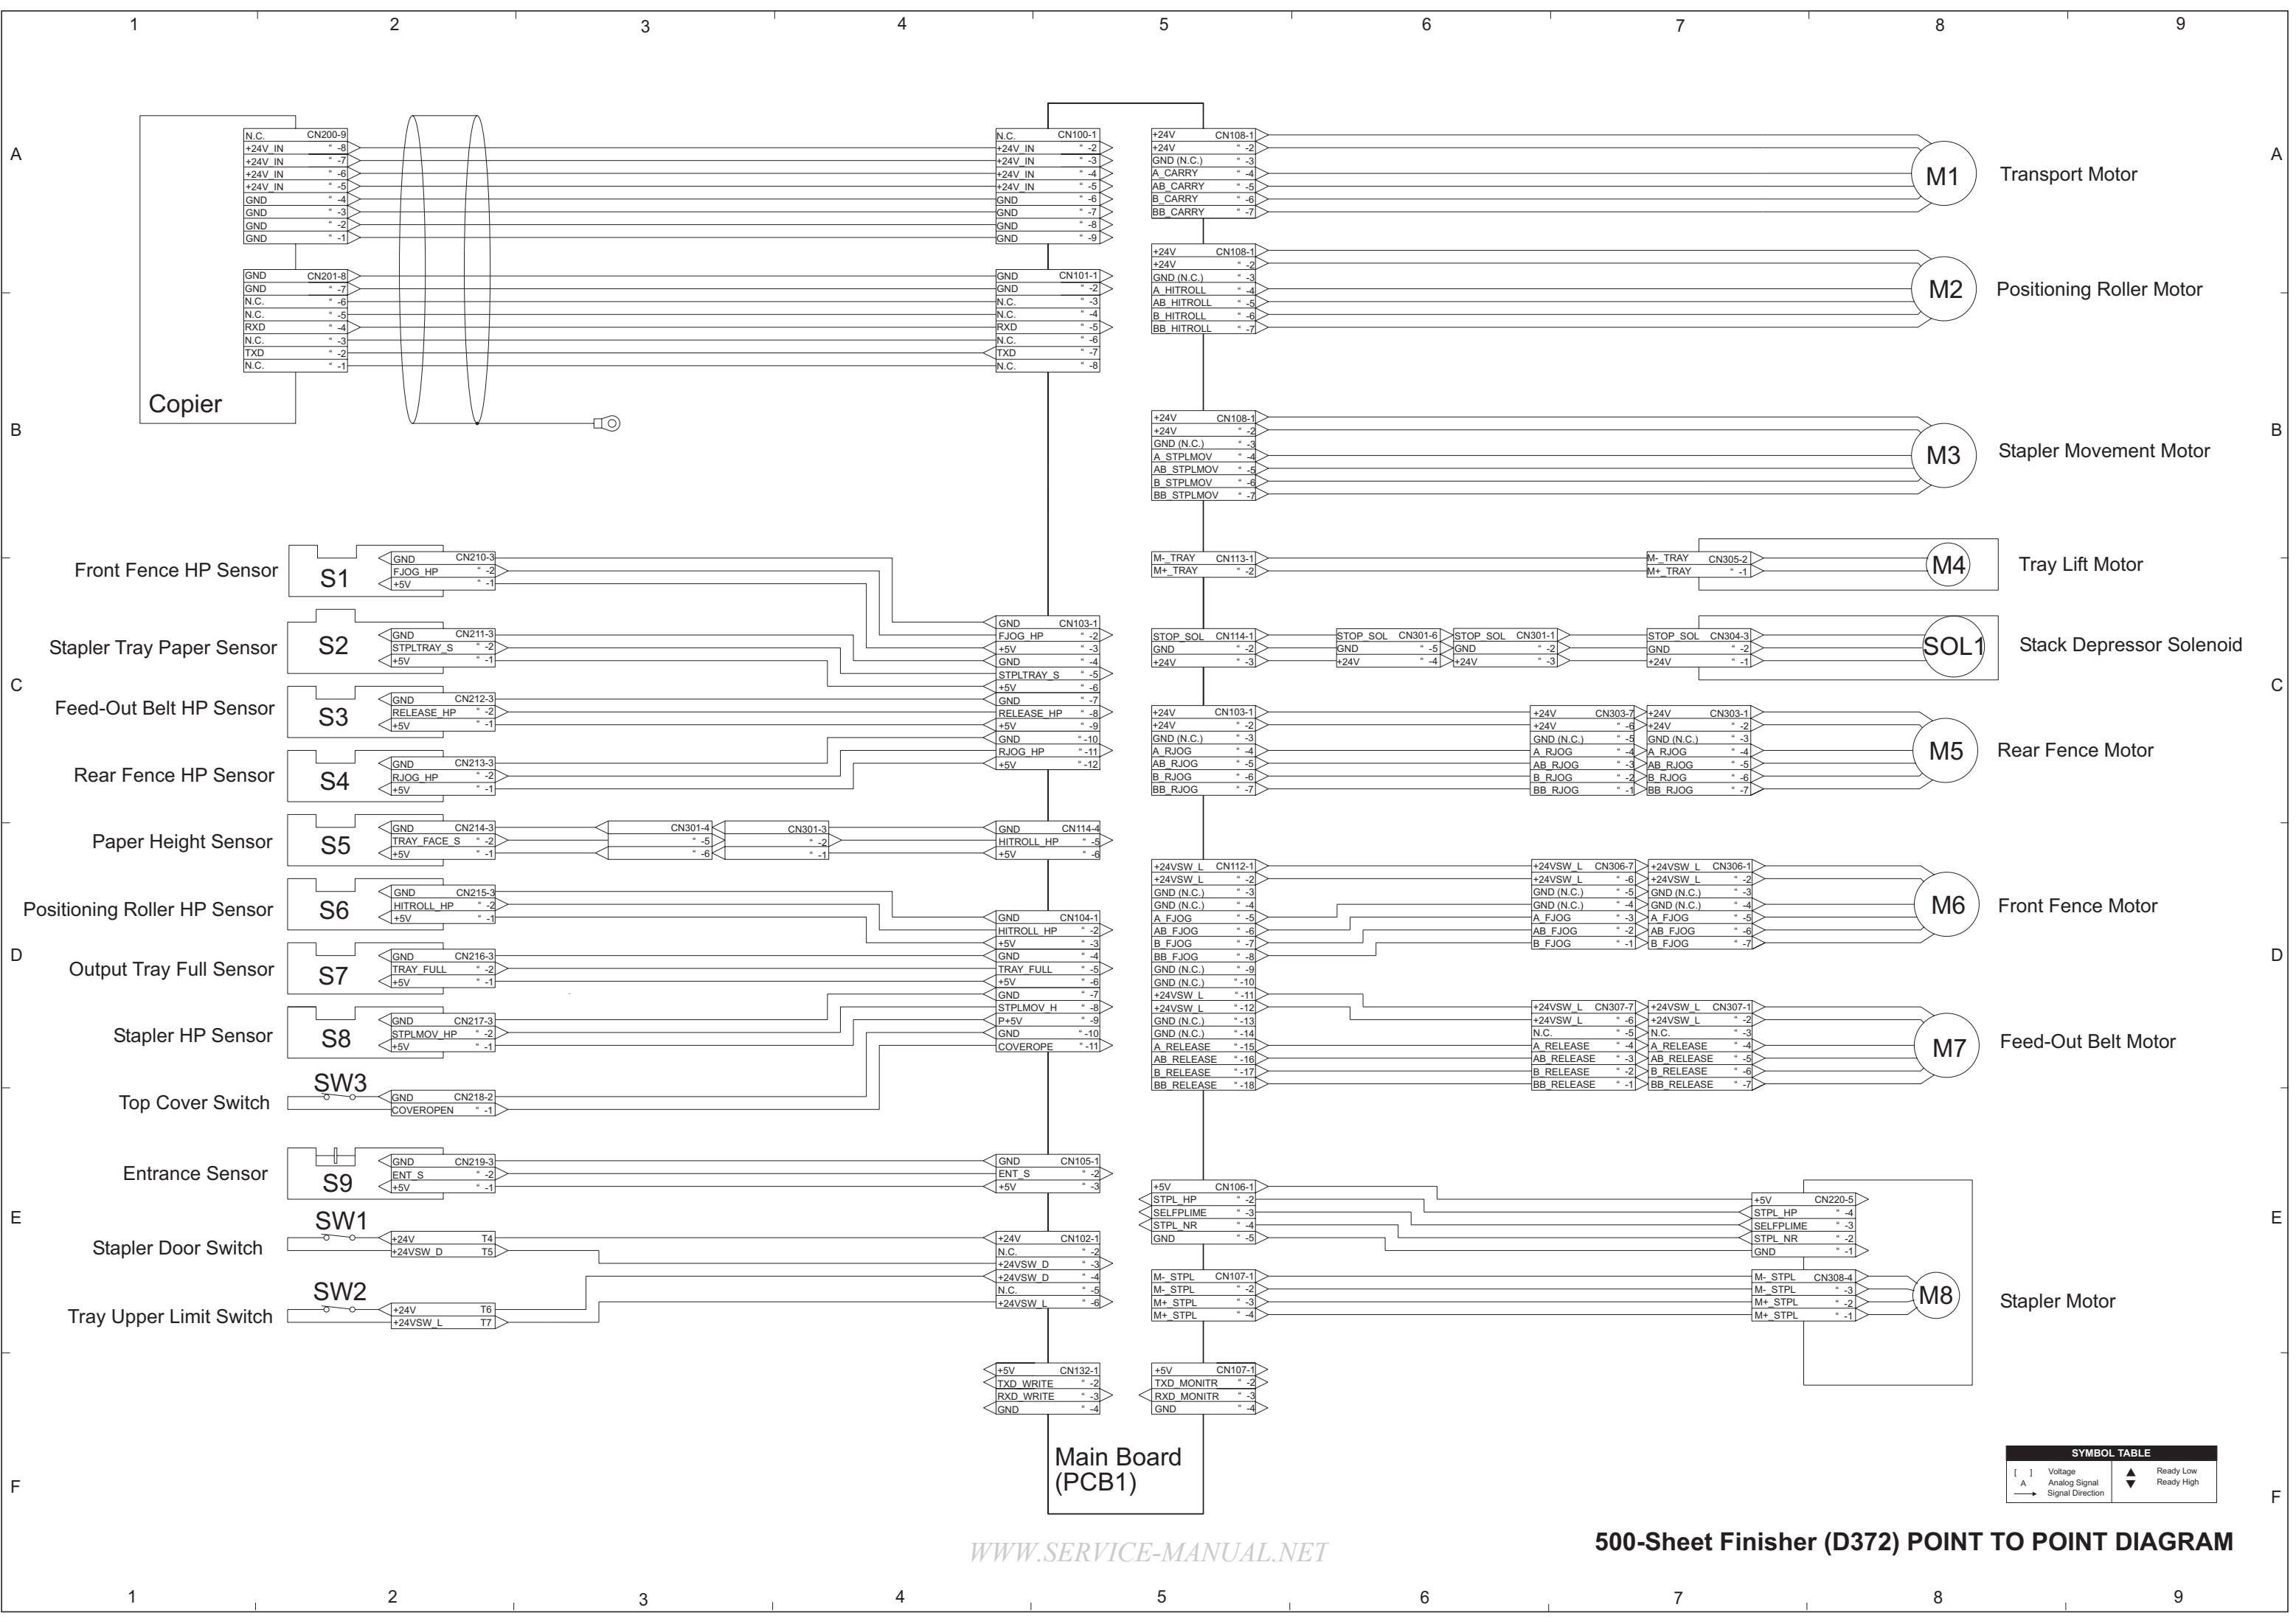 1 2 3 4 5 6 7 8 9
A A
B B
C C
D D
E E
F F
Copier
N.C. CN200-9
+24V_IN " -8
+24V_IN " -7
+24V_IN " -6
+24V_IN " -5
GND " -4
GND " -3
GND " -2
GND " -1
GND CN201-8
GND " -7
N.C. " -6
N.C. " -5
RXD " -4
N.C. " -3
TXD " -2
N.C. " -1
N.C. CN100-1
+24V_IN " -2
+24V_IN " -3
+24V_IN " -4
+24V_IN " -5
GND " -6
GND " -7
GND " -8
GND " -9
GND CN101-1
GND " -2
N.C. " -3
N.C. " -4
RXD " -5
N.C. " -6
TXD " -7
N.C. " -8
Front Fence HP Sensor
S1
GND CN210-3
FJOG_HP " -2
+5V " -1
Stapler Tray Paper Sensor
S2
GND CN211-3
STPLTRAY_S " -2
+5V " -1
Feed-Out Belt HP Sensor
S3
GND CN212-3
RELEASE_HP " -2
+5V " -1
Rear Fence HP Sensor
S4
GND CN213-3
RJOG_HP " -2
+5V " -1
GND CN103-1
FJOG_HP " -2
+5V " -3
GND " -4
STPLTRAY_S " -5
+5V " -6
GND " -7
RELEASE_HP " -8
+5V " -9
GND " -10
RJOG_HP " -11
+5V " -12
Paper Height Sensor
S5
GND CN214-3
TRAY_FACE_S " -2
+5V " -1
CN301-4
" -5
" -6
CN301-3
" -2
" -1
GND CN114-4
HITROLL_HP " -5
+5V " -6
Positioning Roller HP Sensor
S6
GND CN215-3
HITROLL_HP " -2
+5V " -1
Output Tray Full Sensor
S7
GND CN216-3
TRAY_FULL " -2
+5V " -1
Stapler HP Sensor
S8
GND CN217-3
STPLMOV_HP " -2
+5V " -1
Top Cover Switch
SW3
GND CN218-2
COVEROPEN " -1
GND CN104-1
HITROLL_HP " -2
+5V " -3
GND " -4
TRAY_FULL " -5
+5V " -6
GND " -7
STPLMOV_H " -8
P+5V " -9
GND " -10
COVEROPE " -11
Entrance Sensor
S9
GND CN219-3
ENT_S " -2
+5V " -1
GND CN105-1
ENT_S " -2
+5V " -3
Stapler Door Switch
SW1
+24V T4
+24VSW_D T5
Tray Upper Limit Switch
SW2
+24V T6
+24VSW_L T7
+24V CN102-1
N.C. " -2
+24VSW_D " -3
+24VSW_D " -4
N.C. " -5
+24VSW_L " -6
+5V CN132-1
TXD_WRITE " -2
RXD_WRITE " -3
GND " -4
Main Board
(PCB1)
+24V CN108-1
+24V " -2
GND (N.C.) " -3
A_CARRY " -4
AB_CARRY " -5
B_CARRY " -6
BB_CARRY " -7
M1
Transport Motor
+24V CN108-1
+24V " -2
GND (N.C.) " -3
A_HITROLL " -4
AB_HITROLL " -5
B_HITROLL " -6
BB_HITROLL " -7
M2
Positioning Roller Motor
+24V CN108-1
+24V " -2
GND (N.C.) " -3
A_STPLMOV " -4
AB_STPLMOV " -5
B_STPLMOV " -6
BB_STPLMOV " -7
M3
Stapler Movement Motor
M-_TRAY CN113-1
M+_TRAY " -2
M-_TRAY CN305-2
M+_TRAY " -1
M4
Tray Lift Motor
STOP_SOL CN114-1
GND " -2
+24V " -3
STOP_SOL CN301-6
GND " -5
+24V " -4
STOP_SOL CN301-1
GND " -2
+24V " -3
STOP_SOL CN304-3
GND " -2
+24V " -1
SOL1
Stack Depressor Solenoid
+24V CN103-1
+24V " -2
GND (N.C.) " -3
A_RJOG " -4
AB_RJOG " -5
B_RJOG " -6
BB_RJOG " -7
+24V CN303-7
+24V " -6
GND (N.C.) " -5
A_RJOG " -4
AB_RJOG " -3
B_RJOG " -2
BB_RJOG " -1
+24V CN303-1
+24V " -2
GND (N.C.) " -3
A_RJOG " -4
AB_RJOG " -5
B_RJOG " -6
BB_RJOG " -7
M5
Rear Fence Motor
+24VSW_L CN112-1
+24VSW_L " -2
GND (N.C.) " -3
GND (N.C.) " -4
A_FJOG " -5
AB_FJOG " -6
B_FJOG " -7
BB_FJOG " -8
GND (N.C.) " -9
GND (N.C.) " -10
+24VSW_L " -11
+24VSW_L " -12
GND (N.C.) " -13
GND (N.C.) " -14
A_RELEASE " -15
AB_RELEASE " -16
B_RELEASE " -17
BB_RELEASE " -18
+24VSW_L CN306-7
+24VSW_L " -6
GND (N.C.) " -5
GND (N.C.) " -4
A_FJOG " -3
AB_FJOG " -2
B_FJOG " -1
+24VSW_L CN306-1
+24VSW_L " -2
GND (N.C.) " -3
GND (N.C.) " -4
A_FJOG " -5
AB_FJOG " -6
B_FJOG " -7
M6
Front Fence Motor
+24VSW_L CN307-7
+24VSW_L " -6
N.C. " -5
A_RELEASE " -4
AB_RELEASE " -3
B_RELEASE " -2
BB_RELEASE " -1
+24VSW_L CN307-1
+24VSW_L " -2
N.C. " -3
A_RELEASE " -4
AB_RELEASE " -5
B_RELEASE " -6
BB_RELEASE " -7
M7
Feed-Out Belt Motor
+5V CN106-1
STPL_HP " -2
SELFPLIME " -3
STPL_NR " -4
GND " -5
+5V CN220-5
STPL_HP " -4
SELFPLIME " -3
STPL_NR " -2
GND " -1
M-_STPL CN107-1
M-_STPL " -2
M+_STPL " -3
M+_STPL " -4
M-_STPL CN308-4
M-_STPL " -3
M+_STPL " -2
M+_STPL " -1
M8
Stapler Motor
+5V CN107-1
TXD_MONITR " -2
RXD_MONITR " -3
GND " -4
SYMBOL TABLE
[ ] Voltage ▲ Ready Low
A Analog Signal ▼ Ready High
Signal Direction
500-Sheet Finisher (D372) POINT TO POINT DIAGRAM
WWW.SERVICE-MANUAL.NET
1 2 3 4 5 6 7 8 9